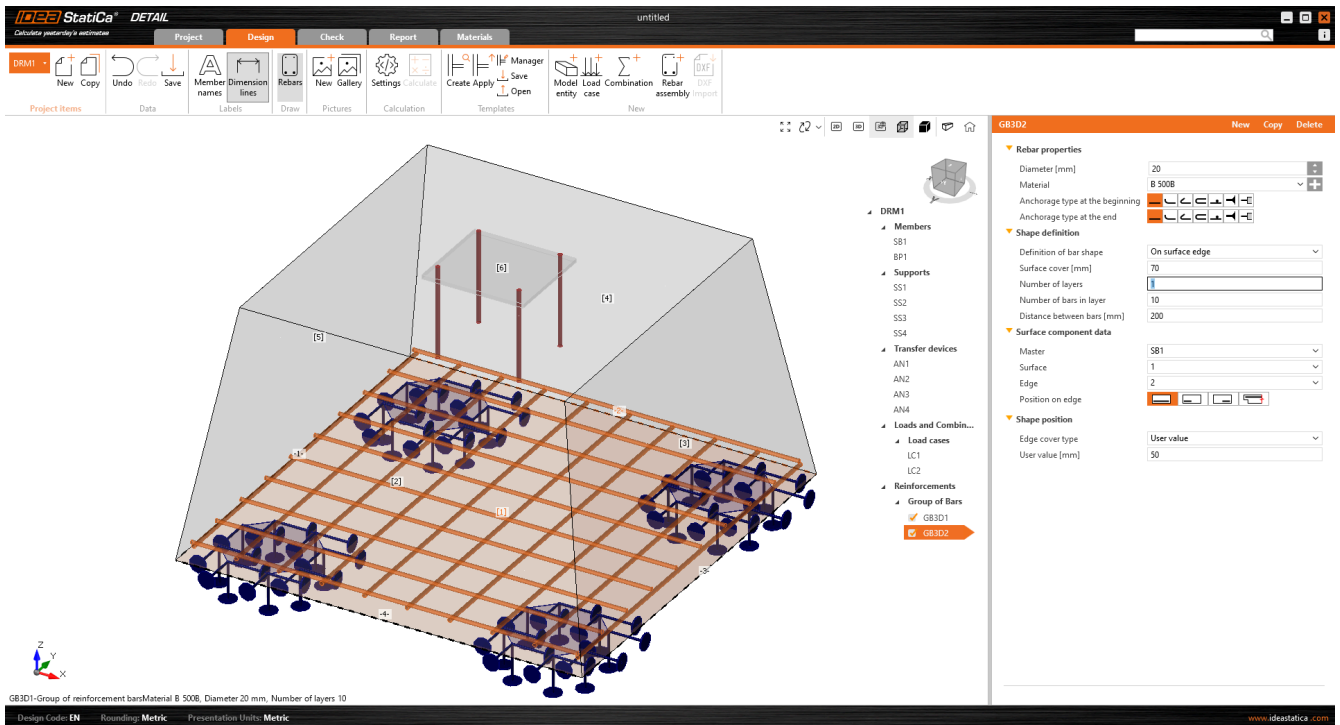 IDEA StatiCa® DETAIL
untitled
Calculate yesterday's estimates
Project Design Check Report Materials
DRM1
New Copy Undo Redo Save Member names Dimension lines Rebars New Gallery Settings Calculate Create Apply Manager Save Open Model entity Load case Combination Rebar assembly DXF Import
Project Items Data Labels Draw Pictures Calculation Templates New
GB3D2 New Copy Delete
Rebar properties
Diameter [mm] 20
Material B 500B
Anchorage type at the beginning
Anchorage type at the end
Shape definition
Definition of bar shape On surface edge
Surface cover [mm] 70
Number of layers 1
Number of bars in layer 10
Distance between bars [mm] 200
Surface component data
Master SB1
Surface 1
Edge 2
Position on edge
Shape position
Edge cover type User value
User value [mm] 50
DRM1
Members
SB1
BP1
Supports
SS1
SS2
SS3
SS4
Transfer devices
AN1
AN2
AN3
AN4
Loads and Combin...
Load cases
LC1
LC2
Reinforcements
Group of Bars
GB3D1
GB3D2
[6]
[4]
[5]
-2-
[3]
-1-
[2]
[1]
-3-
-4-
Z
Y
X
GB3D1-Group of reinforcement barsMaterial B 500B, Diameter 20 mm, Number of layers 10
Design Code: EN Rounding: Metric Presentation Units: Metric
www.ideastatica.com